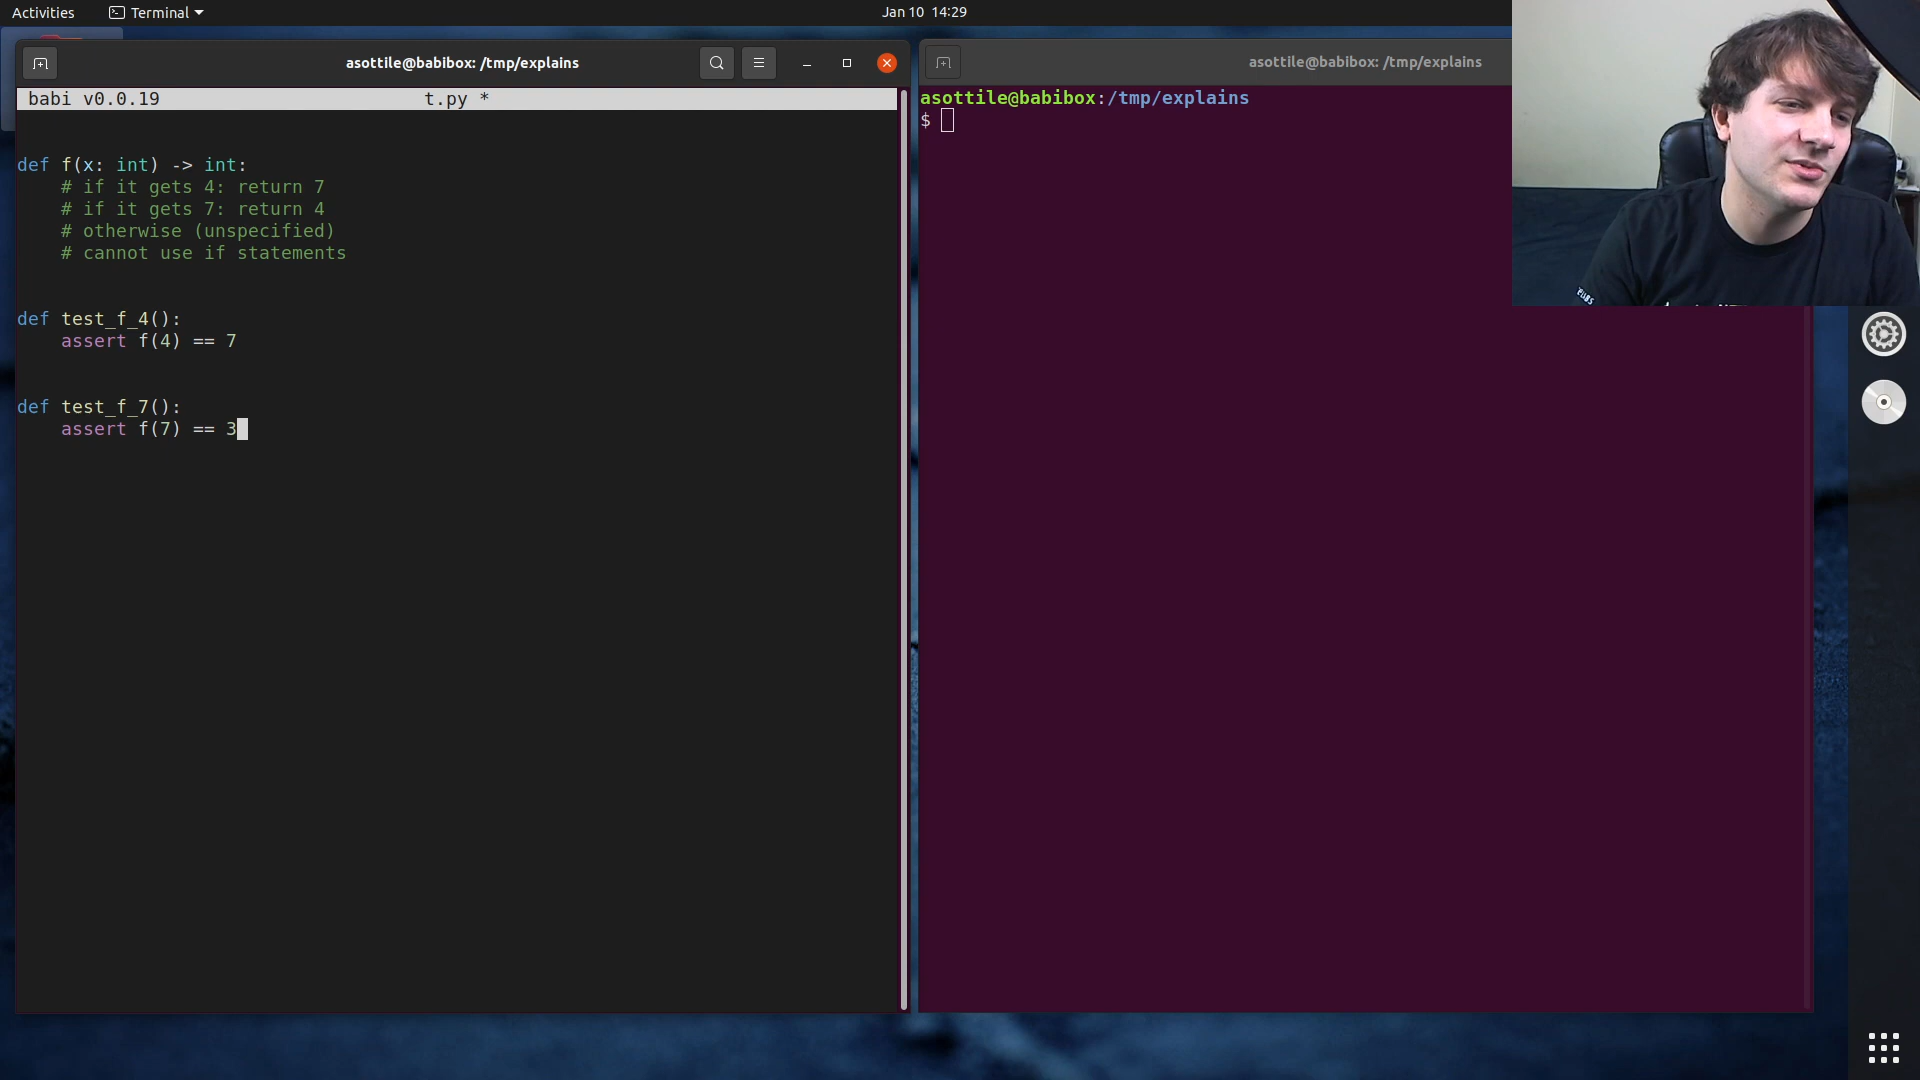 Activities
Terminal
Jan 10 14:29
asottile@babibox: /tmp/explains
babi v0.0.19 t.py *
def f(x: int) -> int:
    # if it gets 4: return 7
    # if it gets 7: return 4
    # otherwise (unspecified)
    # cannot use if statements
def test_f_4():
    assert f(4) == 7
def test_f_7():
    assert f(7) == 3
asottile@babibox: /tmp/explains
asottile@babibox:/tmp/explains
$